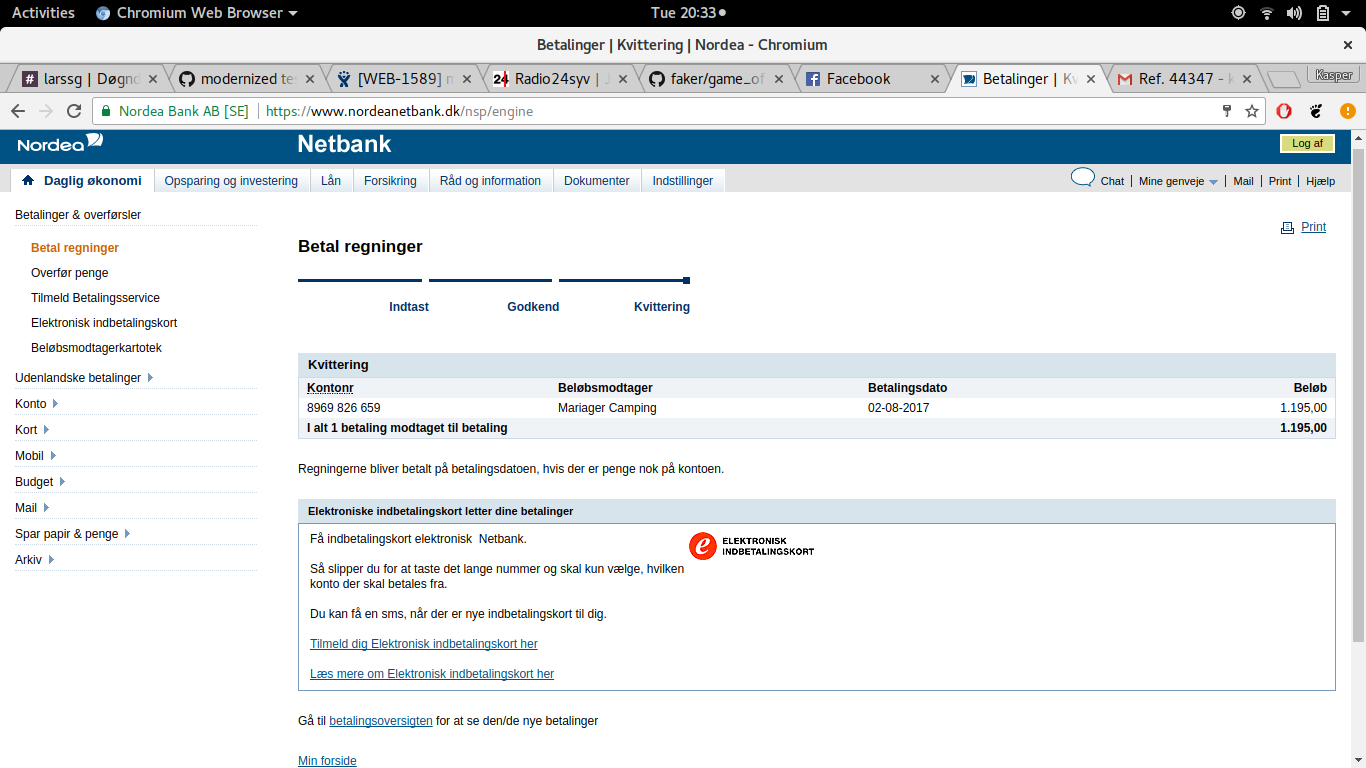 Activities Chromium Web Browser Tue 20:33
Betalinger | Kvittering | Nordea - Chromium
larssg | Døgnd [WEB-1589] m Radio24syv | J faker/game_of Facebook Betalinger | Kv Ref. 44347 - k Kasper
modernized te
Nordea Bank AB [SE] https://www.nordeanetbank.dk/nsp/engine
Nordea Netbank Log af
Daglig økonomi Opsparing og investering Lån Forsikring Råd og information Dokumenter Indstillinger Chat Mine genveje Mail Print Hjælp
Betalinger & overførsler
Print
Betal regninger
Betal regninger
Overfør penge
Tilmeld Betalingsservice
Indtast Godkend Kvittering
Elektronisk indbetalingskort
Beløbsmodtagerkartotek
Udenlandske betalinger
Konto
Kort
Mobil
Budget
Mail
Spar papir & penge
Arkiv
Kvittering
Kontonr Beløbsmodtager Betalingsdato Beløb
8969 826 659 Mariager Camping 02-08-2017 1.195,00
I alt 1 betaling modtaget til betaling 1.195,00
Regningerne bliver betalt på betalingsdatoen, hvis der er penge nok på kontoen.
Elektroniske indbetalingskort letter dine betalinger
Få indbetalingskort elektronisk Netbank.
ELEKTRONISK
INDBETALINGSKORT
Så slipper du for at taste det lange nummer og skal kun vælge, hvilken
konto der skal betales fra.
Du kan få en sms, når der er nye indbetalingskort til dig.
Tilmeld dig Elektronisk indbetalingskort her
Læs mere om Elektronisk indbetalingskort her
Gå til betalingsoversigten for at se den/de nye betalinger
Min forside